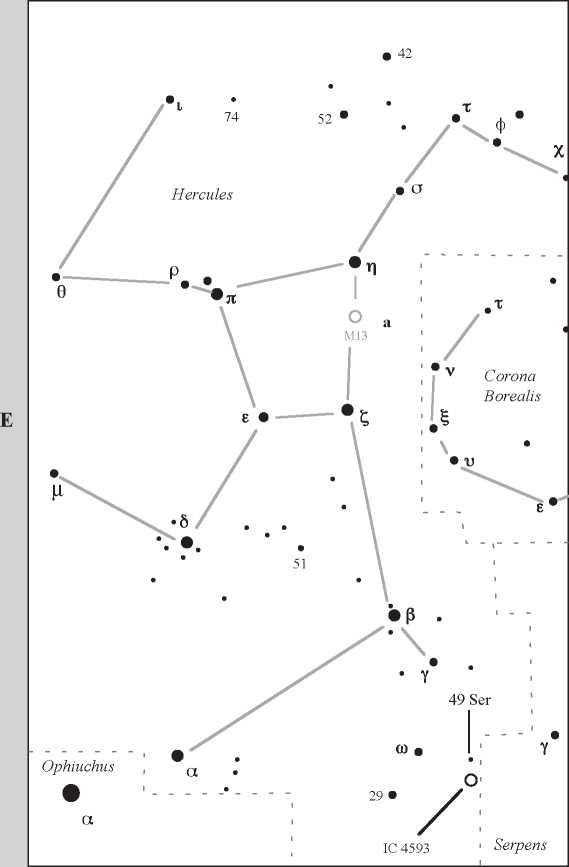 42
ι
74
52
τ
φ
χ
σ
Hercules
η
ρ
π
θ
τ
a
M13
ν
Corona
Borealis
ε
ζ
ξ
E
υ
μ
ε
δ
51
β
γ
49 Ser
γ
ω
Ophiuchus
α
29
α
IC 4593
Serpens